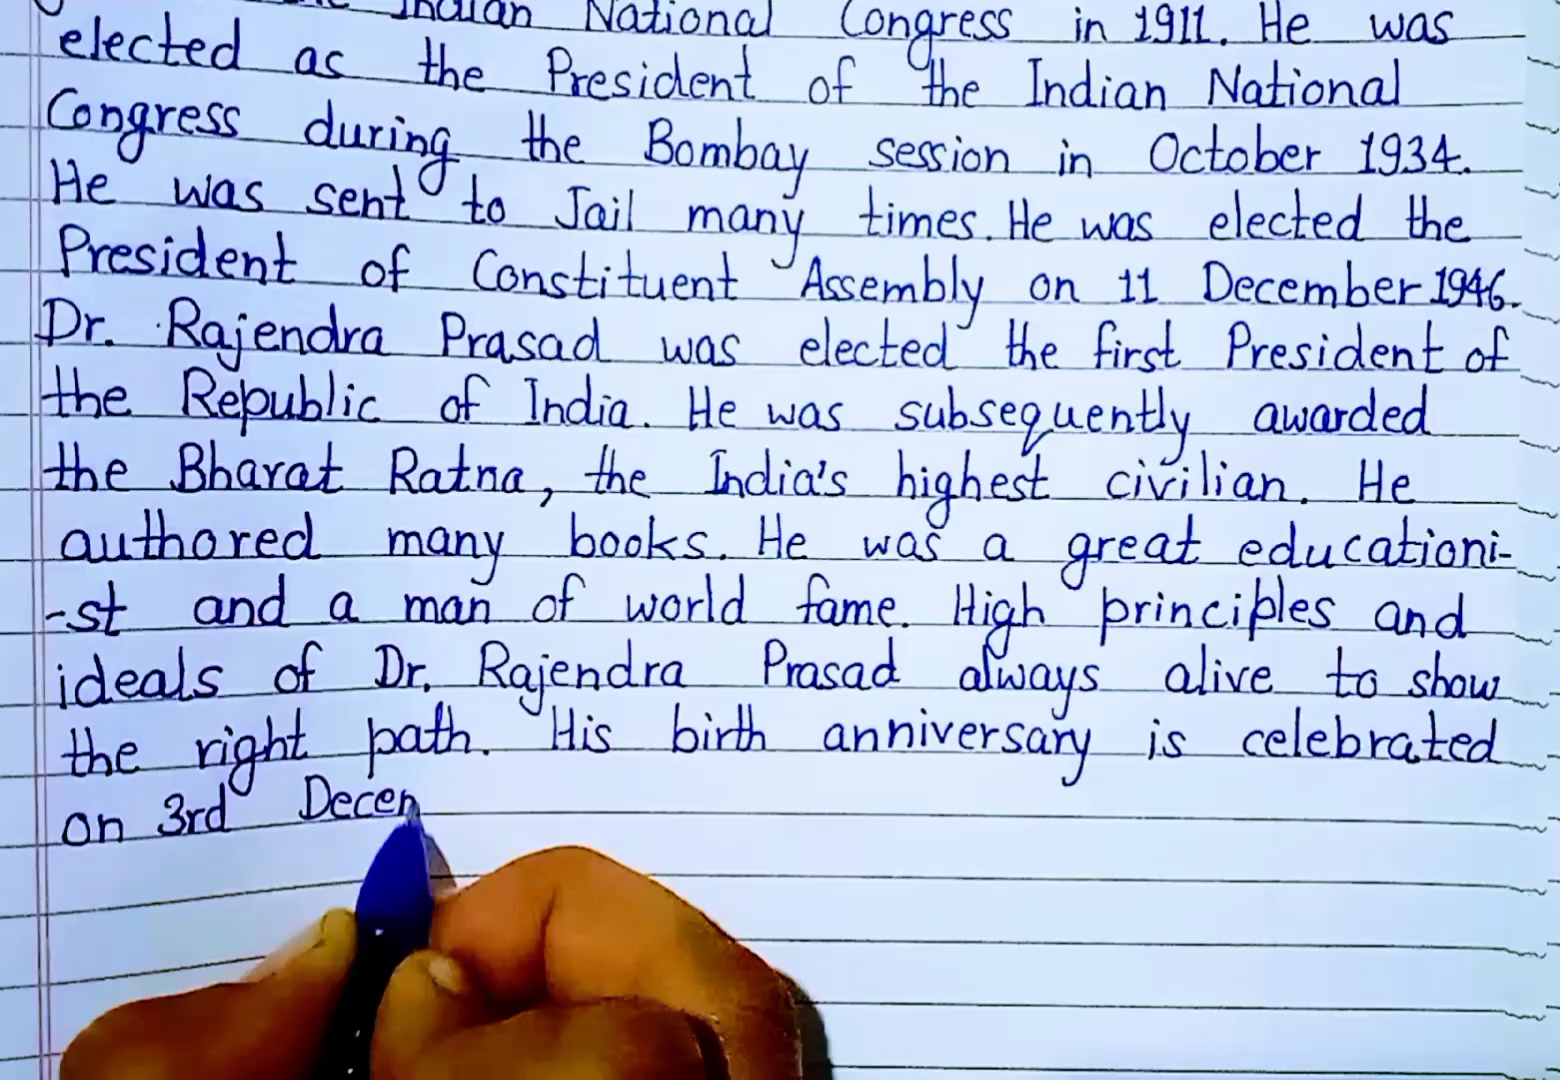 the Indian National Congress in 1911. He was
elected as the President of the Indian National
Congress during the Bombay session in October 1934.
He was sent to Jail many times. He was elected the
President of Constituent Assembly on 11 December 1946.
Dr. Rajendra Prasad was elected the first President of
the Republic of India. He was subsequently awarded
the Bharat Ratna, the India's highest civilian. He
authored many books. He was a great educationi-
-st and a man of world fame. High principles and
ideals of Dr. Rajendra Prasad always alive to show
the right path. His birth anniversary is celebrated
on 3rd Decem